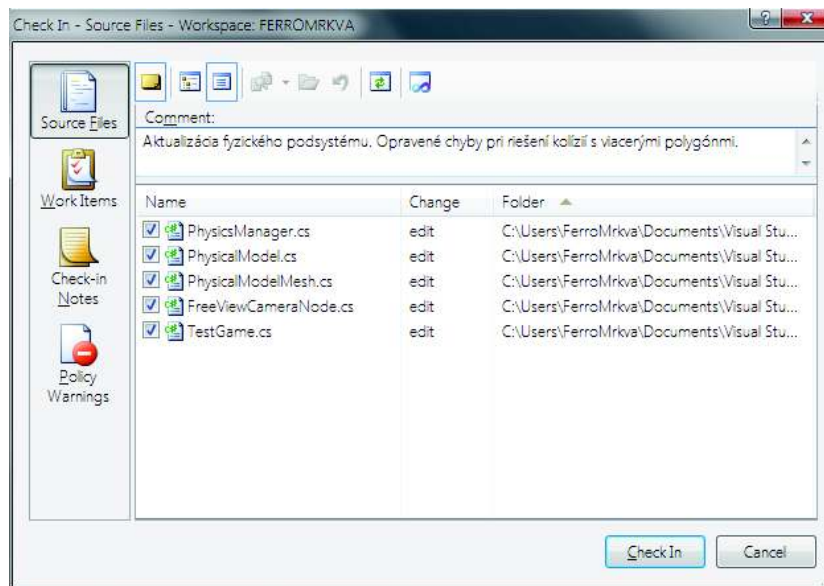 Check In - Source Files - Workspace: FERROMRKVA
Source Files
Work Items
Check-in
Notes
Policy
Warnings
Comment:
Aktualizácia fyzického podsystému. Opravené chyby pri riešení kolízií s viacerými polygónmi.
Name Change Folder
PhysicsManager.cs edit C:\Users\FerroMrkva\Documents\Visual Stu...
PhysicalModel.cs edit C:\Users\FerroMrkva\Documents\Visual Stu...
PhysicalModelMesh.cs edit C:\Users\FerroMrkva\Documents\Visual Stu...
FreeViewCameraNode.cs edit C:\Users\FerroMrkva\Documents\Visual Stu...
TestGame.cs edit C:\Users\FerroMrkva\Documents\Visual Stu...
Check In Cancel